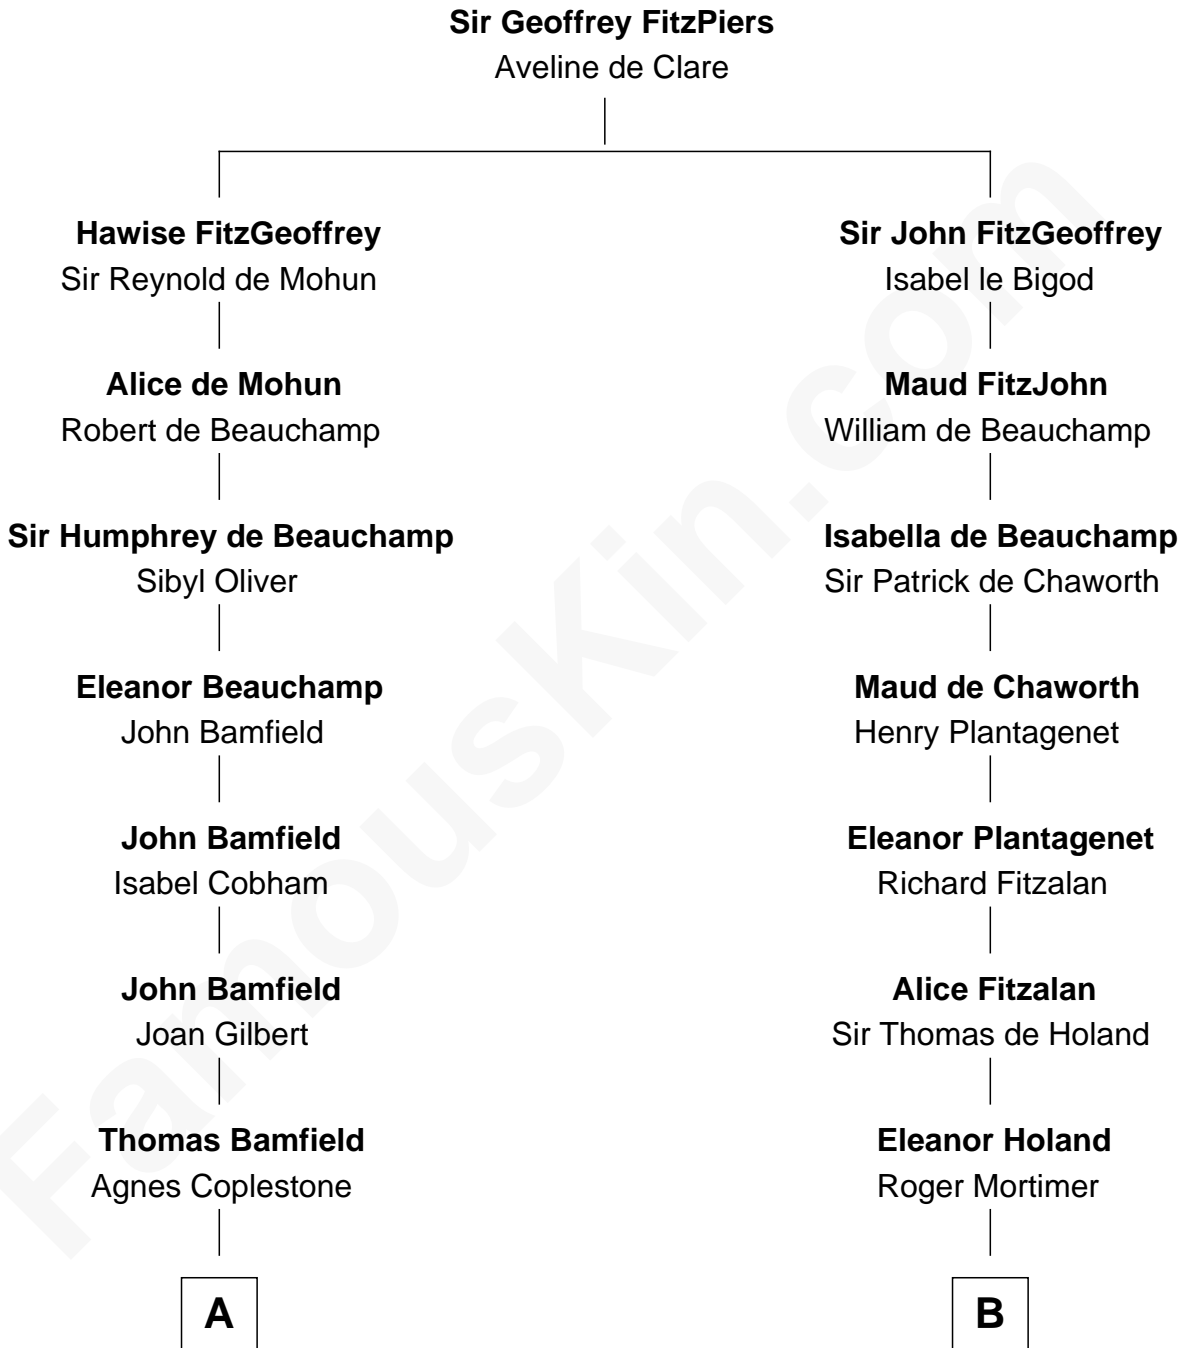 Sir Geoffrey FitzPiers
Aveline de Clare
Hawise FitzGeoffrey
Sir Reynold de Mohun
Alice de Mohun
Robert de Beauchamp
Sir Humphrey de Beauchamp
Sibyl Oliver
Eleanor Beauchamp
John Bamfield
John Bamfield
Isabel Cobham
John Bamfield
Joan Gilbert
Thomas Bamfield
Agnes Coplestone
A
Sir John FitzGeoffrey
Isabel le Bigod
Maud FitzJohn
William de Beauchamp
Isabella de Beauchamp
Sir Patrick de Chaworth
Maud de Chaworth
Henry Plantagenet
Eleanor Plantagenet
Richard Fitzalan
Alice Fitzalan
Sir Thomas de Holand
Eleanor Holand
Roger Mortimer
B
FamousKin.com